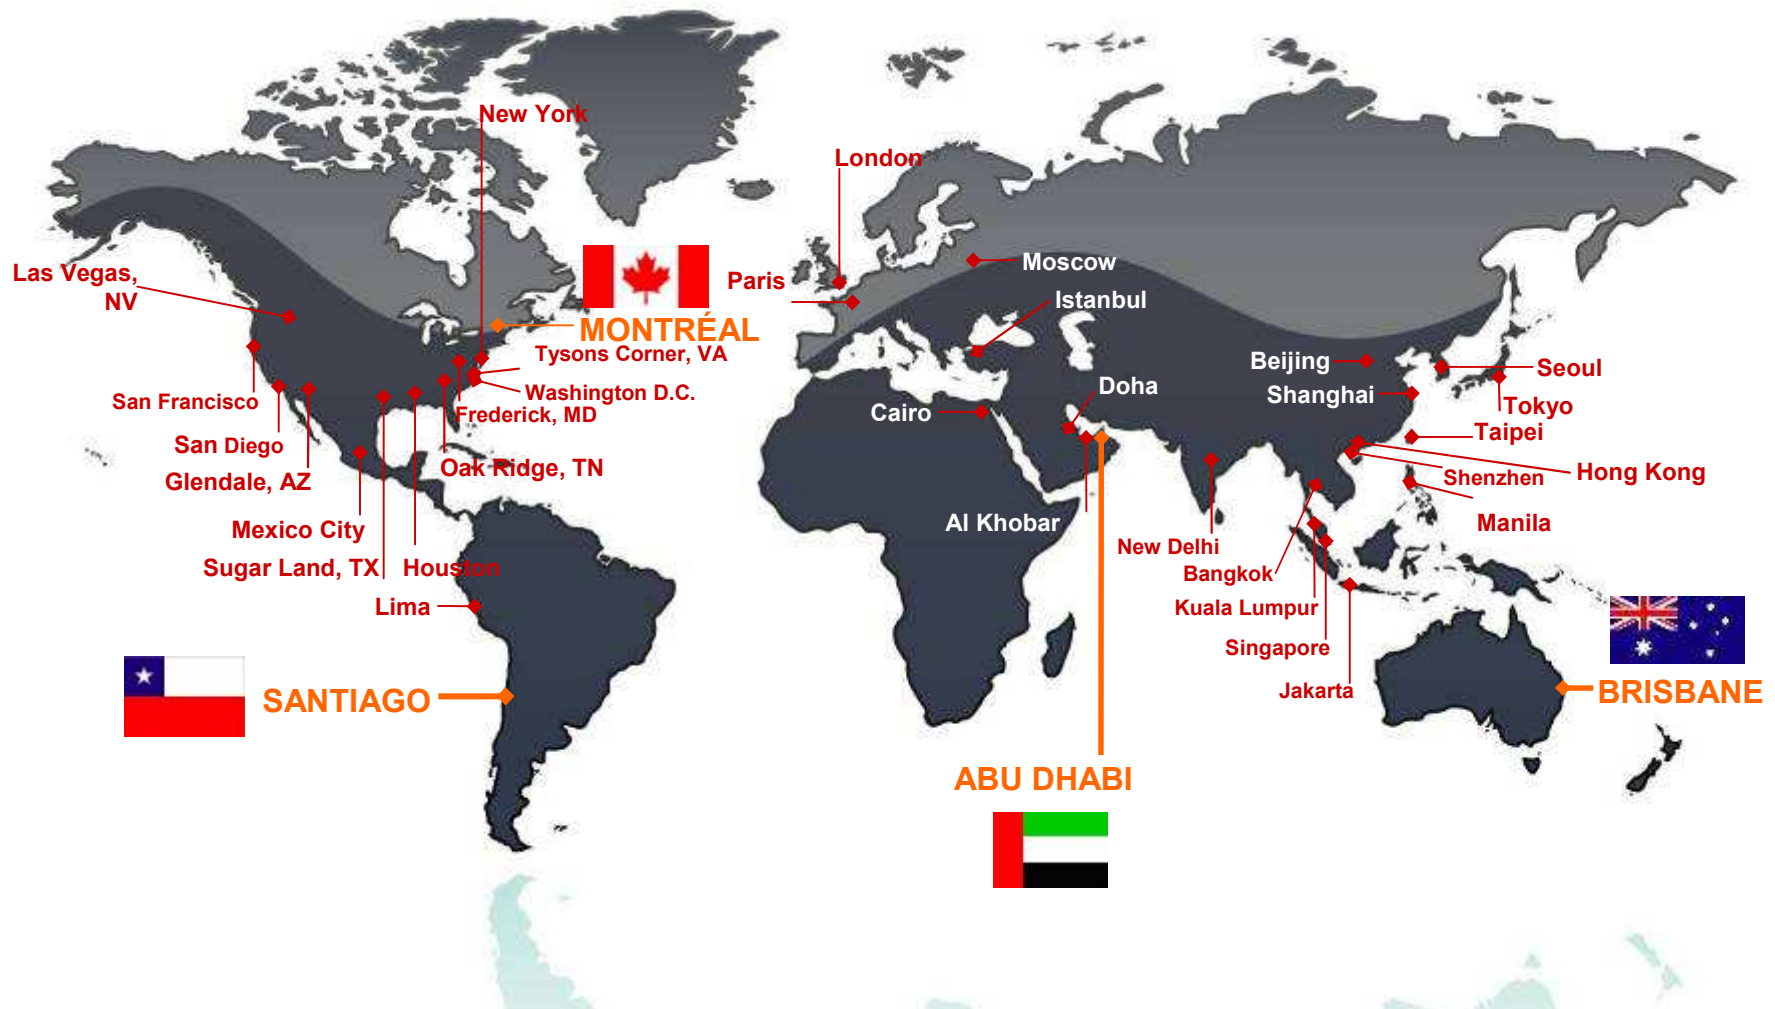 New York
London
Las Vegas,
NV
Paris
Moscow
Istanbul
MONTRÉAL
Tysons Corner, VA
Washington D.C.
Frederick, MD
San Francisco
San Diego
Glendale, AZ
Oak Ridge, TN
Mexico City
Sugar Land, TX
Houston
Lima
SANTIAGO
Cairo
Doha
Al Khobar
ABU DHABI
Beijing
Shanghai
Seoul
Tokyo
Taipei
Hong Kong
Shenzhen
Manila
New Delhi
Bangkok
Kuala Lumpur
Singapore
Jakarta
BRISBANE